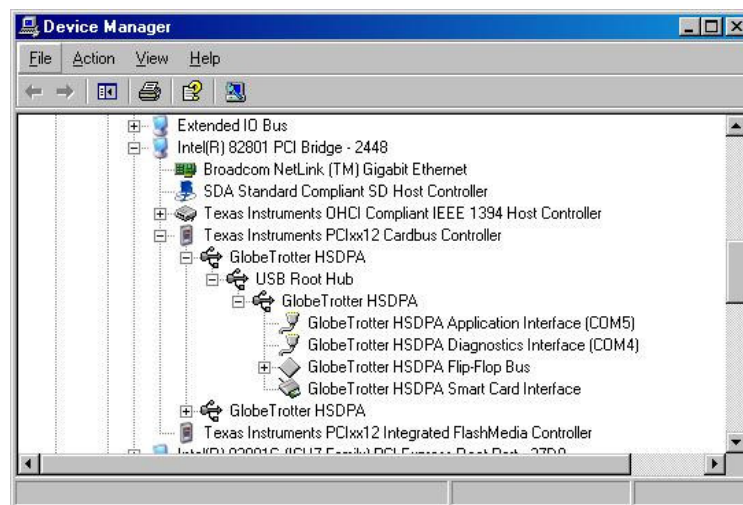 Device Manager
File Action View Help
Extended IO Bus
Intel(R) 82801 PCI Bridge - 2448
Broadcom NetLink (TM) Gigabit Ethernet
SDA Standard Compliant SD Host Controller
Texas Instruments OHCI Compliant IEEE 1394 Host Controller
Texas Instruments PCIxx12 Cardbus Controller
GlobeTrotter HSDPA
USB Root Hub
GlobeTrotter HSDPA
GlobeTrotter HSDPA Application Interface (COM5)
GlobeTrotter HSDPA Diagnostics Interface (COM4)
GlobeTrotter HSDPA Flip-Flop Bus
GlobeTrotter HSDPA Smart Card Interface
GlobeTrotter HSDPA
Texas Instruments PCIxx12 Integrated FlashMedia Controller